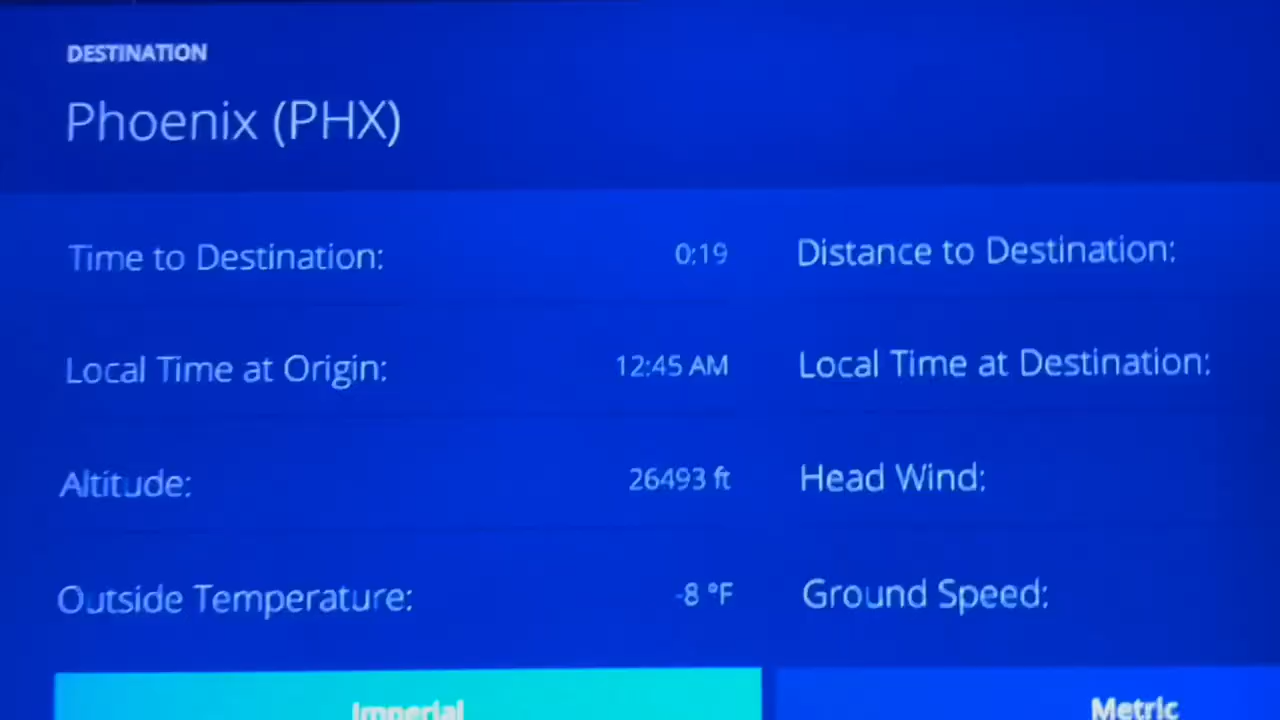 DESTINATION
Phoenix (PHX)
Time to Destination: 0:19 Distance to Destination:
Local Time at Origin: 12:45 AM Local Time at Destination:
Altitude: 26493 ft Head Wind:
Outside Temperature: -8 °F Ground Speed:
Imperial Metric